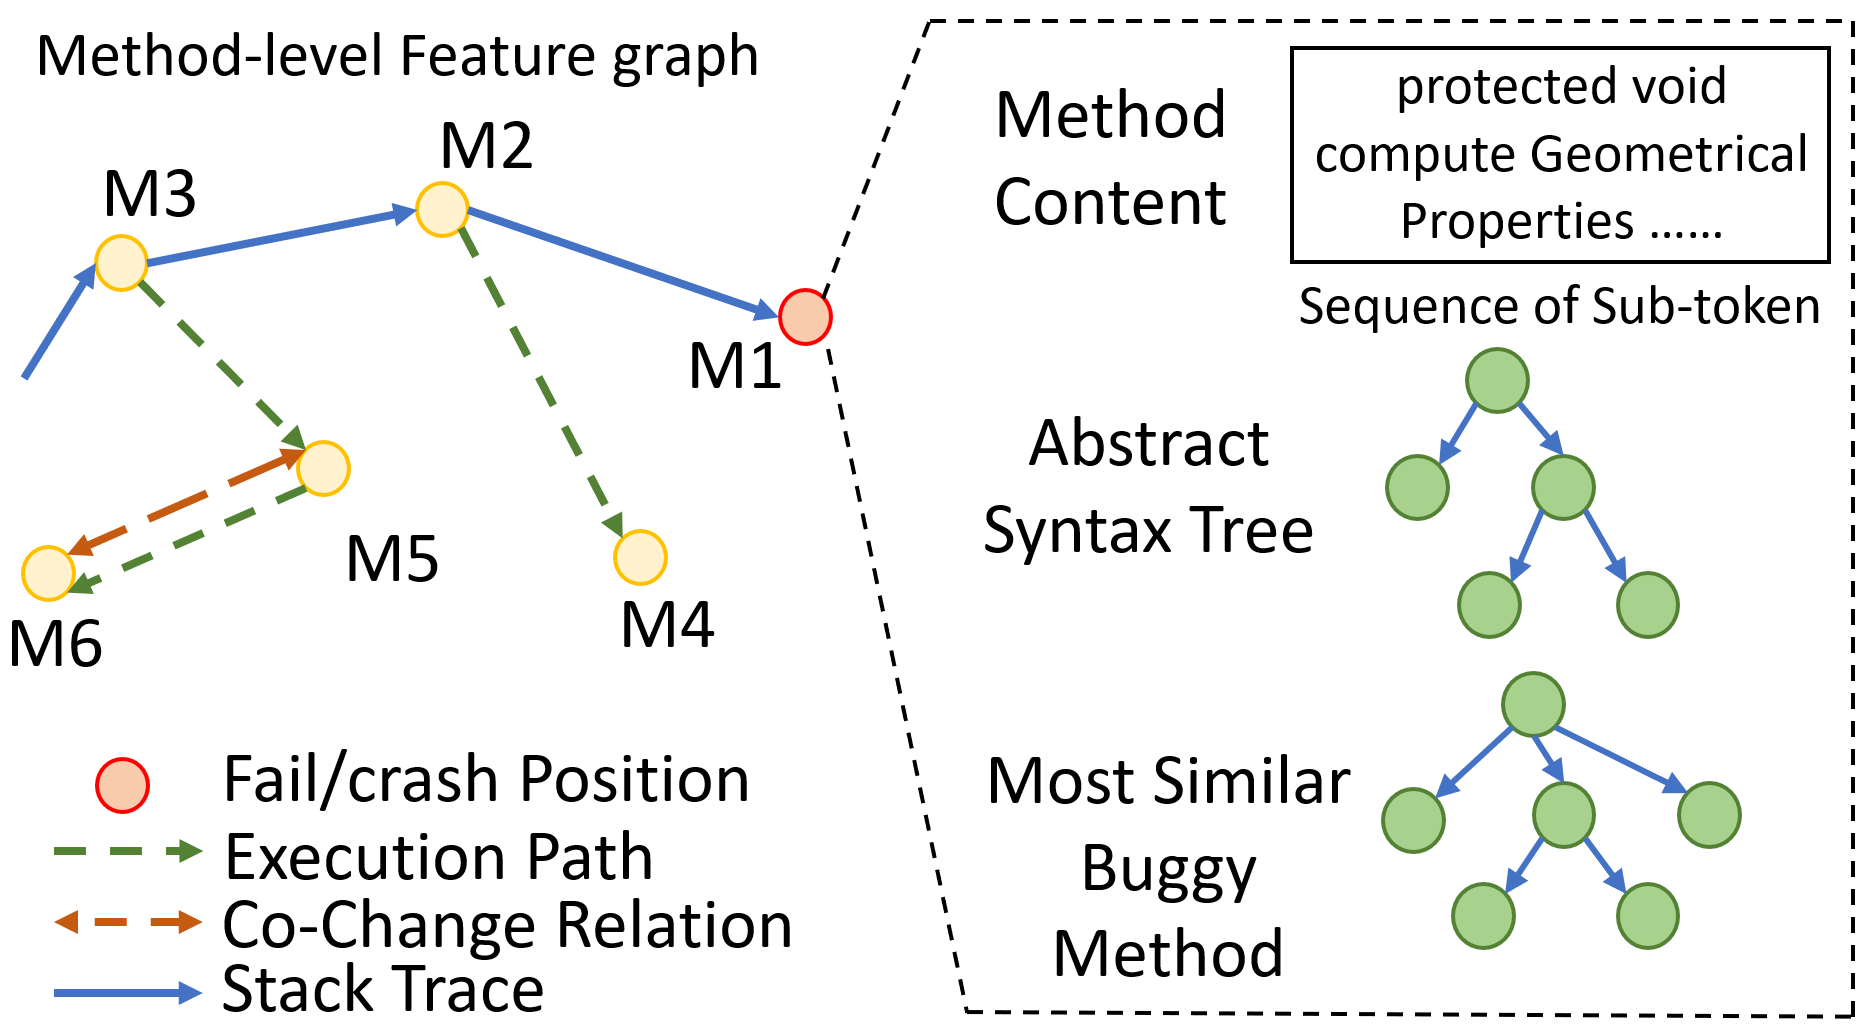 Method-level Feature graph
M3
M2
M1
M5
M6
M4
Fail/crash Position
Execution Path
Co-Change Relation
Stack Trace
Method
Content
protected void
compute Geometrical
Properties ......
Sequence of Sub-token
Abstract
Syntax Tree
Most Similar
Buggy
Method